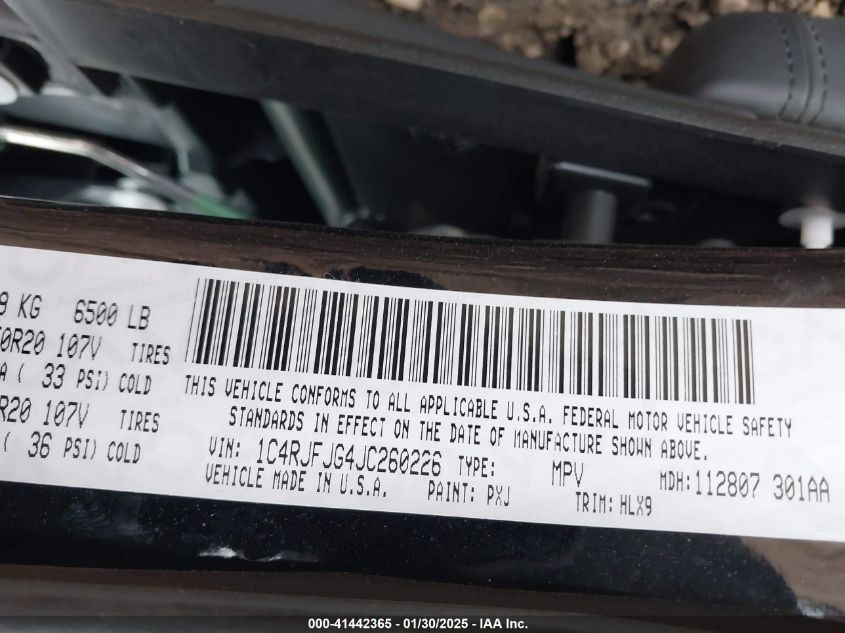 9 KG 6500 LB
0R20 107V TIRES
A ( 33 PSI) COLD
R20 107V TIRES
( 36 PSI) COLD
THIS VEHICLE CONFORMS TO ALL APPLICABLE U.S.A. FEDERAL MOTOR VEHICLE SAFETY
STANDARDS IN EFFECT ON THE DATE OF MANUFACTURE SHOWN ABOVE.
VIN: 1C4RJFJG4JC260226 TYPE: MPV MDH: 112807 301AA
VEHICLE MADE IN U.S.A. PAINT: PXJ TRIM: HLX9
000-41442365 - 01/30/2025 - IAA Inc.